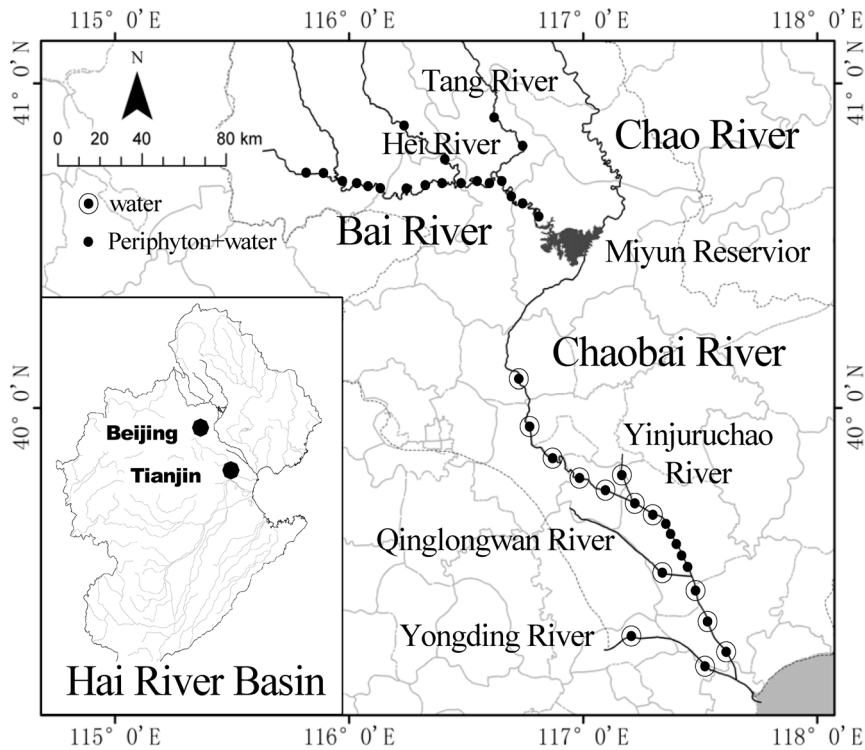 115° 0′E 116° 0′E 117° 0′E 118° 0′E
41° 0′N
41° 0′N
N
0 20 40 80 km
Tang River
Hei River
Chao River
water
Periphyton+water
Bai River
Miyun Reservior
Chaobai River
40° 0′N
40° 0′N
Yinjuruchao
River
Beijing
Tianjin
Qinglongwan River
Yongding River
Hai River Basin
115° 0′E 116° 0′E 117° 0′E 118° 0′E